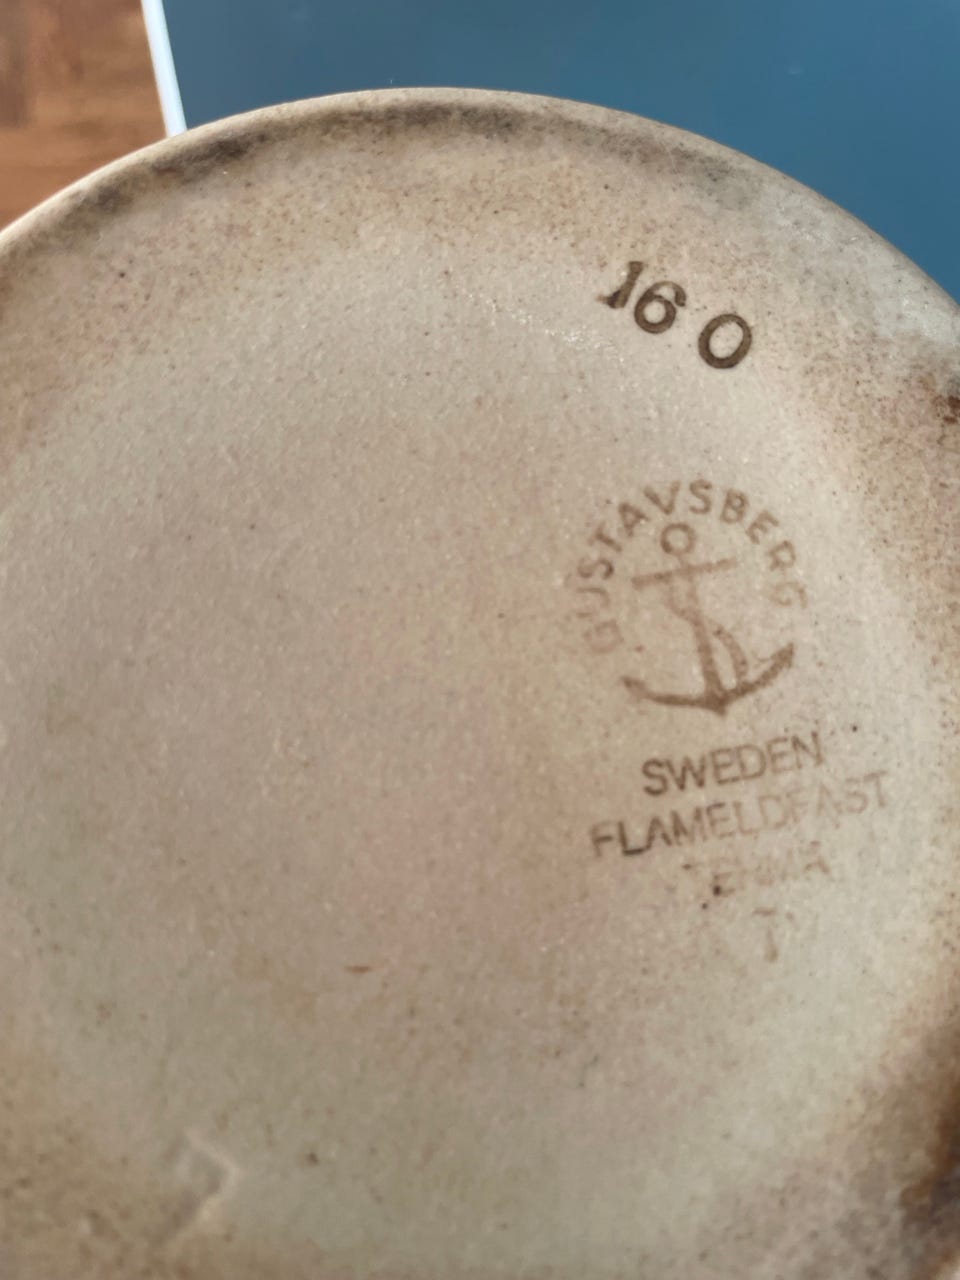 16 0
GUSTAVSBERG
SWEDEN
FLAMELDFAST